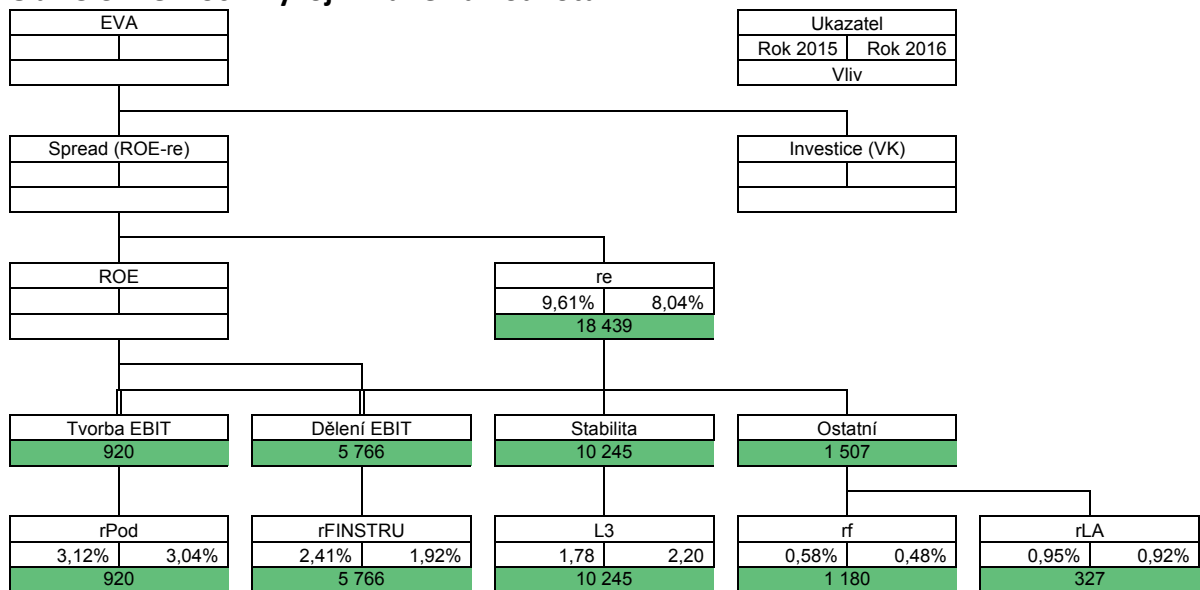 EVA
Ukazatel
Rok 2015 Rok 2016
Vliv
Spread (ROE-re)
Investice (VK)
ROE
re
9,61% 8,04%
18 439
Tvorba EBIT Dělení EBIT Stabilita Ostatní
920 5 766 10 245 1 507
rPod rFINSTRU L3 rf rLA
3,12% 3,04% 2,41% 1,92% 1,78 2,20 0,58% 0,48% 0,95% 0,92%
920 5 766 10 245 1 180 327